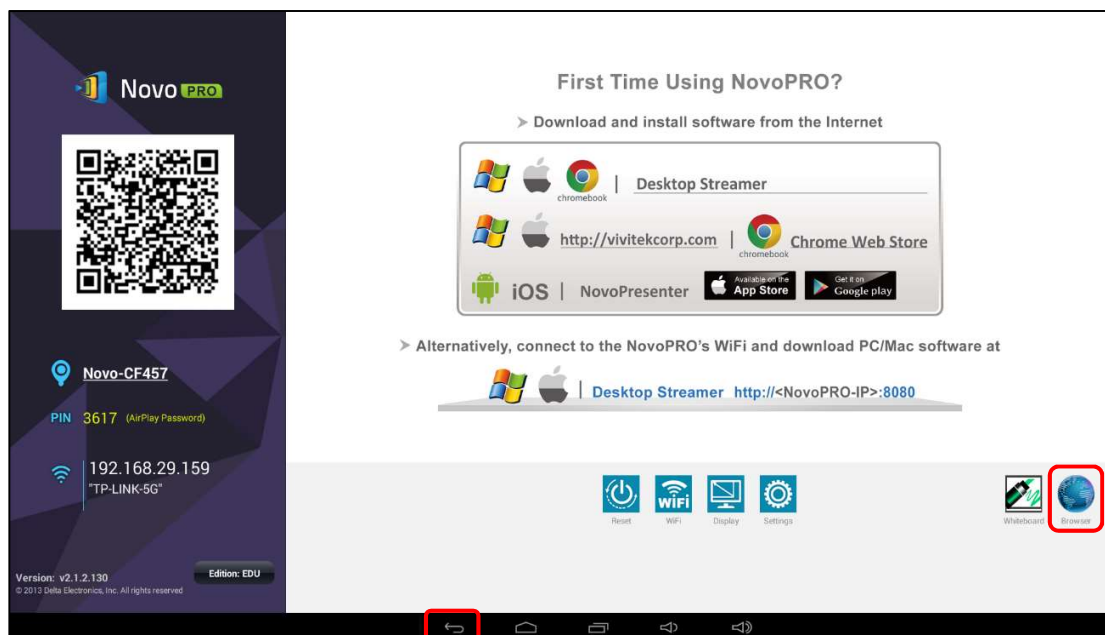 Novo PRO
Novo-CF457
PIN 3617 (AirPlay Password)
192.168.29.159
"TP-LINK-5G"
Version: v2.1.2.130
© 2013 Delta Electronics, Inc. All rights reserved
Edition: EDU
First Time Using NovoPRO?
➤ Download and install software from the Internet
chromebook
| Desktop Streamer
http://vivitekcorp.com | Chrome Web Store
chromebook
iOS | NovoPresenter
Available on the
App Store
Get it on
Google play
➤ Alternatively, connect to the NovoPRO's WiFi and download PC/Mac software at
| Desktop Streamer http://<NovoPRO-IP>:8080
WiFi
Reset WiFi Display Settings
Whiteboard Browser